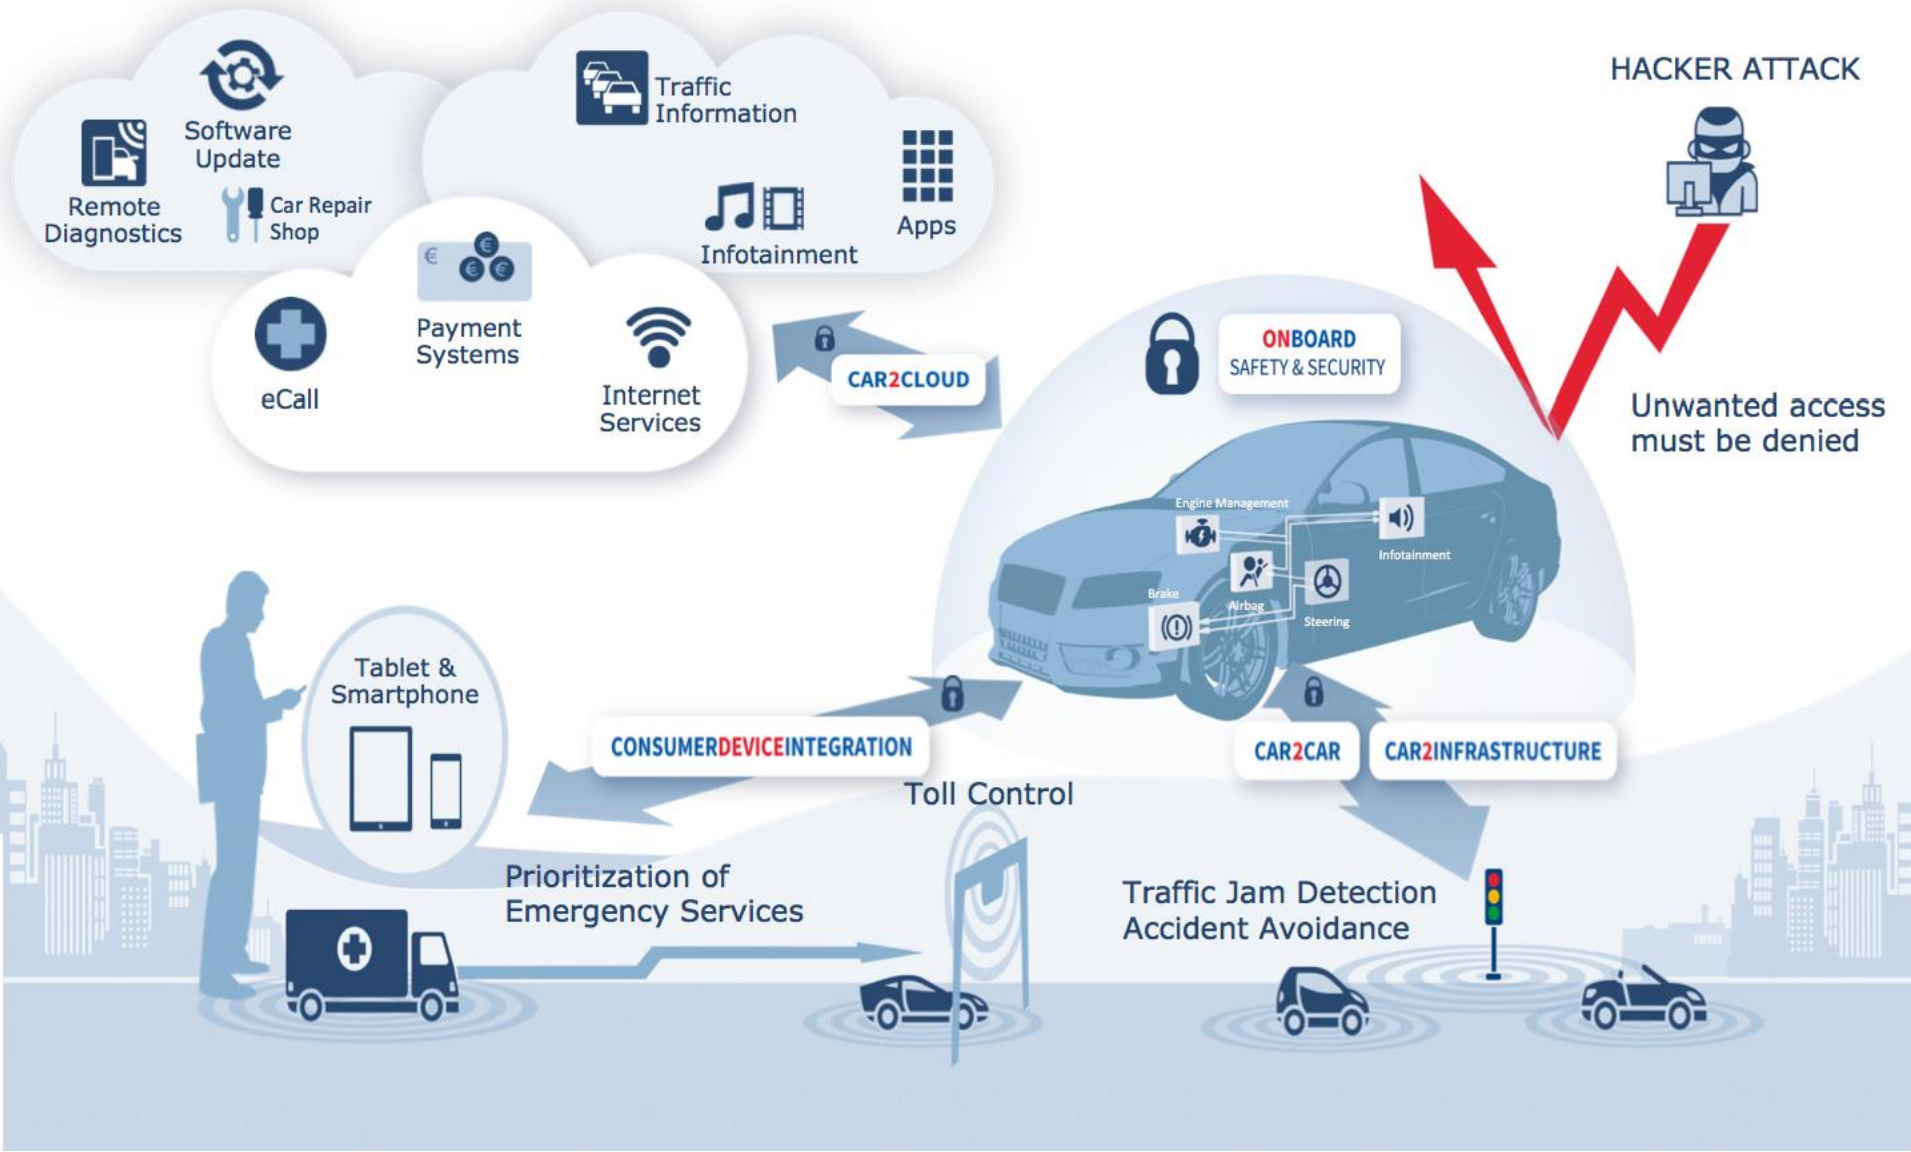 Software
Update
Remote
Diagnostics
Car Repair
Shop
Traffic
Information
Infotainment
Apps
eCall
€
€
€
€
Payment
Systems
Internet
Services
CAR2CLOUD
HACKER ATTACK
ONBOARD
SAFETY & SECURITY
Unwanted access
must be denied
Engine Management
Infotainment
Brake
Airbag
Steering
Tablet &
Smartphone
CONSUMERDEVICEINTEGRATION
CAR2CAR
CAR2INFRASTRUCTURE
Toll Control
Prioritization of
Emergency Services
Traffic Jam Detection
Accident Avoidance